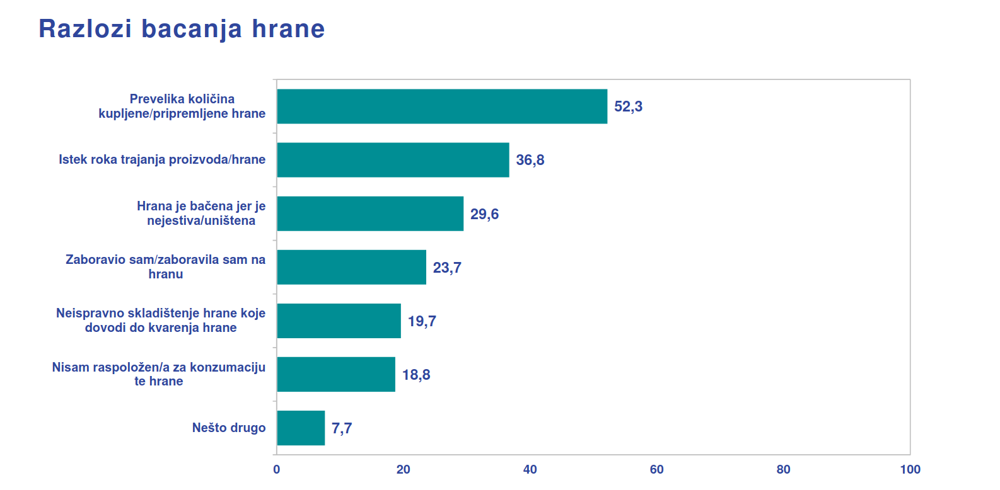 Razlozi bacanja hrane
Prevelika količina
kupljene/pripremljene hrane
52,3
Istek roka trajanja proizvoda/hrane
36,8
Hrana je bačena jer je
nejestiva/uništena
29,6
Zaboravio sam/zaboravila sam na
hranu
23,7
Neispravno skladištenje hrane koje
dovodi do kvarenja hrane
19,7
Nisam raspoložen/a za konzumaciju
te hrane
18,8
Nešto drugo
7,7
0 20 40 60 80 100